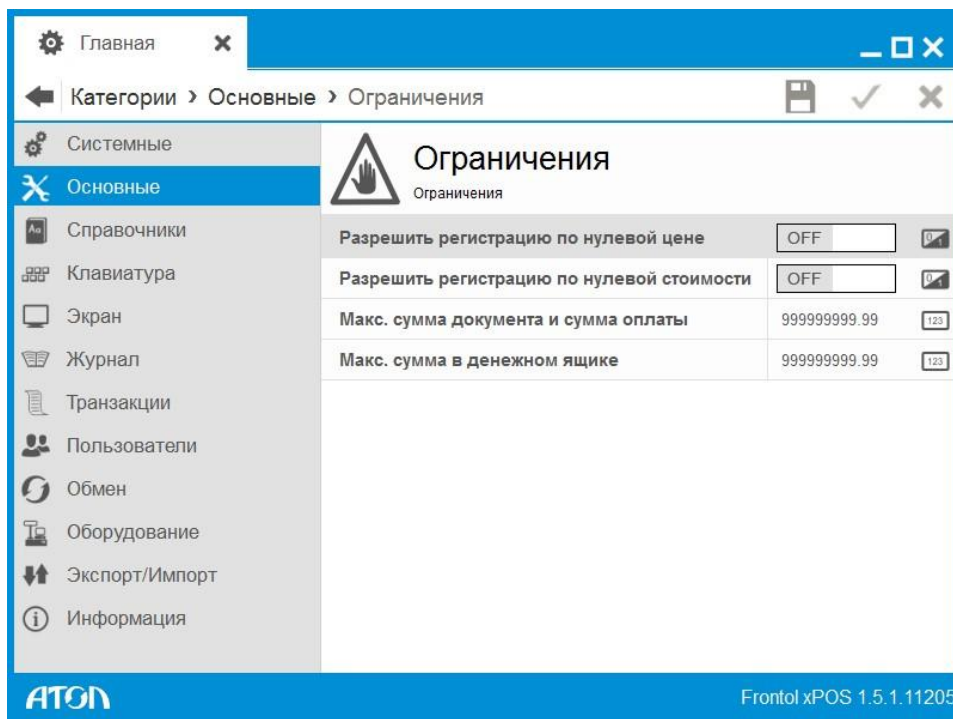 Главная
Категории › Основные › Ограничения
Системные
Основные
Справочники
Клавиатура
Экран
Журнал
Транзакции
Пользователи
Обмен
Оборудование
Экспорт/Импорт
Информация
Ограничения
Ограничения
Разрешить регистрацию по нулевой цене OFF
Разрешить регистрацию по нулевой стоимости OFF
Макс. сумма документа и сумма оплаты 999999999.99 123
Макс. сумма в денежном ящике 999999999.99 123
ATOL Frontol xPOS 1.5.1.11205